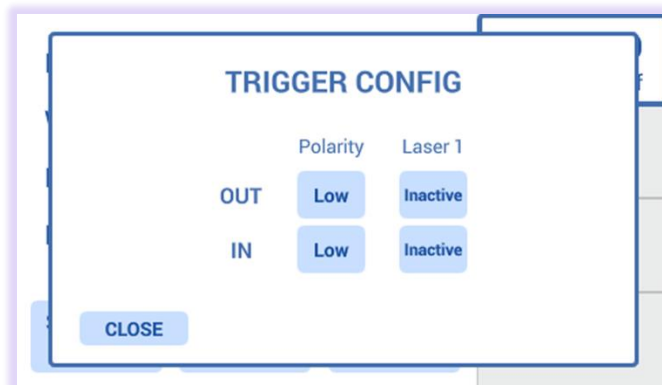 TRIGGER CONFIG
Polarity Laser 1
OUT Low Inactive
IN Low Inactive
CLOSE